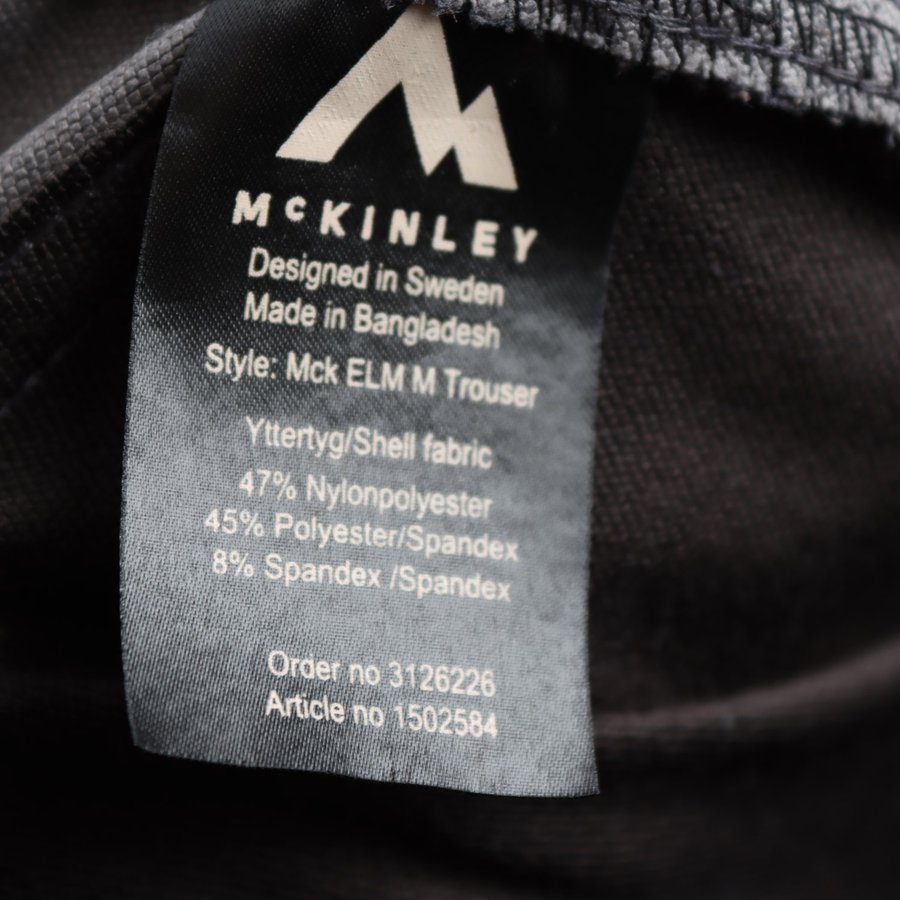 McKINLEY
Designed in Sweden
Made in Bangladesh
Style: Mck ELM M Trouser
Yttertyg/Shell fabric
47% Nylonpolyester
45% Polyester/Spandex
8% Spandex /Spandex
Order no 3126226
Article no 1502584